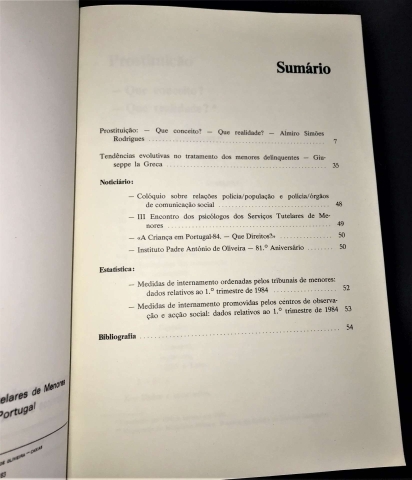 Sumário
Prostituição: — Que conceito? — Que realidade? — Almiro Simões
Rodrigues 7
Tendências evolutivas no tratamento dos menores delinquentes — Giu-
seppe la Greca 35
Noticiário:
— Colóquio sobre relações polícia/população e polícia/órgãos
de comunicação social 48
— III Encontro dos psicólogos dos Serviços Tutelares de Me-
nores 49
— «A Criança em Portugal-84. — Que Direitos?» 50
— Instituto Padre António de Oliveira — 81.º Aniversário 50
Estatística:
— Medidas de internamento ordenadas pelos tribunais de menores:
dados relativos ao 1.º trimestre de 1984 52
— Medidas de internamento promovidas pelos centros de observa-
ção e acção social: dados relativos ao 1.º trimestre de 1984 53
Bibliografia 54
elares de Menores
Portugal
DE OLIVEIRA — CAXIAS